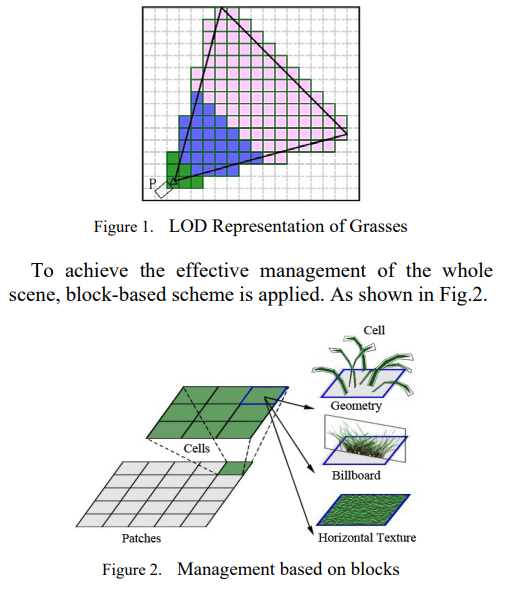 P
Figure 1. LOD Representation of Grasses
To achieve the effective management of the whole
scene, block-based scheme is applied. As shown in Fig.2.
Cell
Geometry
Cells
Billboard
Patches
Horizontal Texture
Figure 2. Management based on blocks